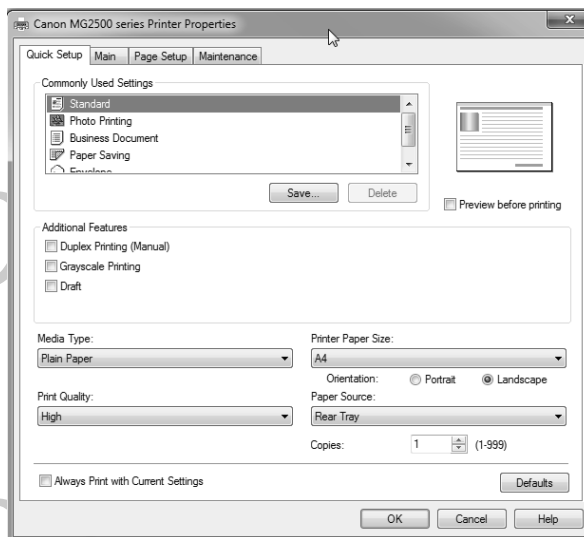 Canon MG2500 series Printer Properties
Quick Setup Main Page Setup Maintenance
Commonly Used Settings
Standard
Photo Printing
Business Document
Paper Saving
Envelope
Save... Delete
Preview before printing
Additional Features
Duplex Printing (Manual)
Grayscale Printing
Draft
Media Type: Printer Paper Size:
Plain Paper A4
Orientation: Portrait Landscape
Print Quality: Paper Source:
High Rear Tray
Copies: 1 (1-999)
Always Print with Current Settings Defaults
OK Cancel Help